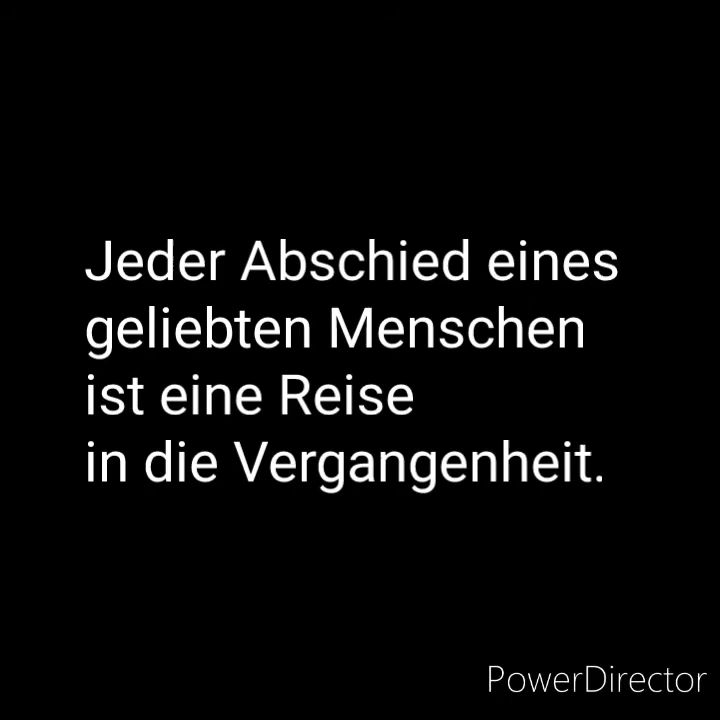 Jeder Abschied eines
geliebten Menschen
ist eine Reise
in die Vergangenheit.
PowerDirector